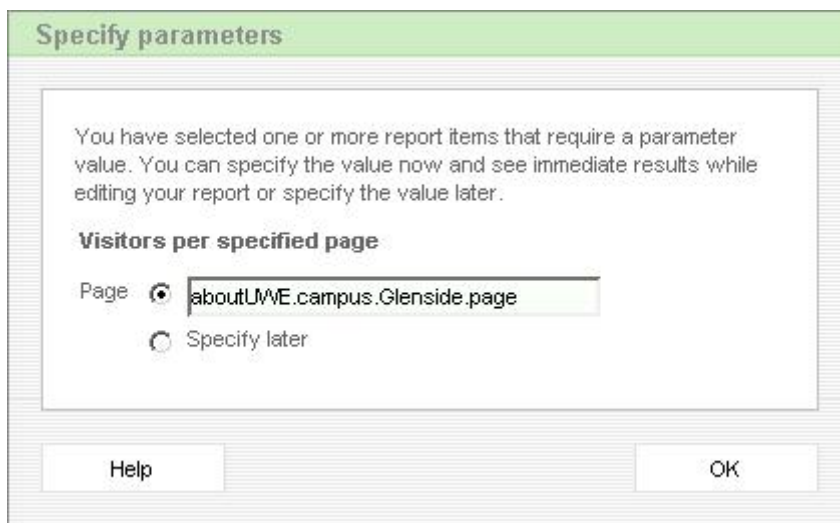 Specify parameters
You have selected one or more report items that require a parameter
value. You can specify the value now and see immediate results while
editing your report or specify the value later.
Visitors per specified page
Page aboutUWE.campus.Glenside.page
Specify later
Help OK